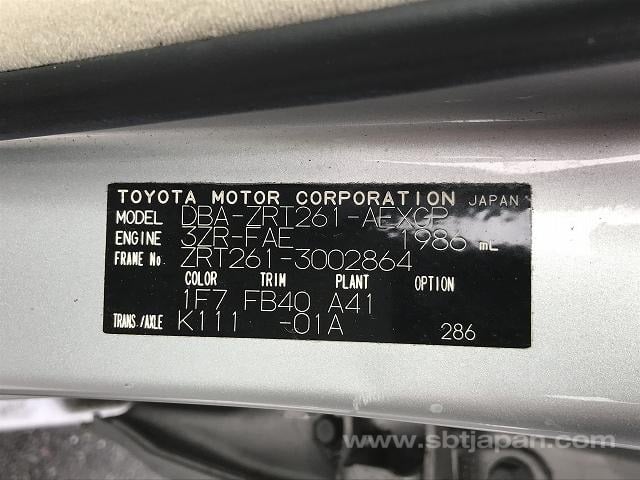 TOYOTA MOTOR CORPORATION JAPAN
MODEL DBA-ZRT261-AEXGP
ENGINE 3ZR-FAE 1986 mL
FRAME No. ZRT261-3002864
COLOR TRIM PLANT OPTION
1F7 FB40 A41
TRANS./AXLE K111 -01A 286
www.sbtjapan.com